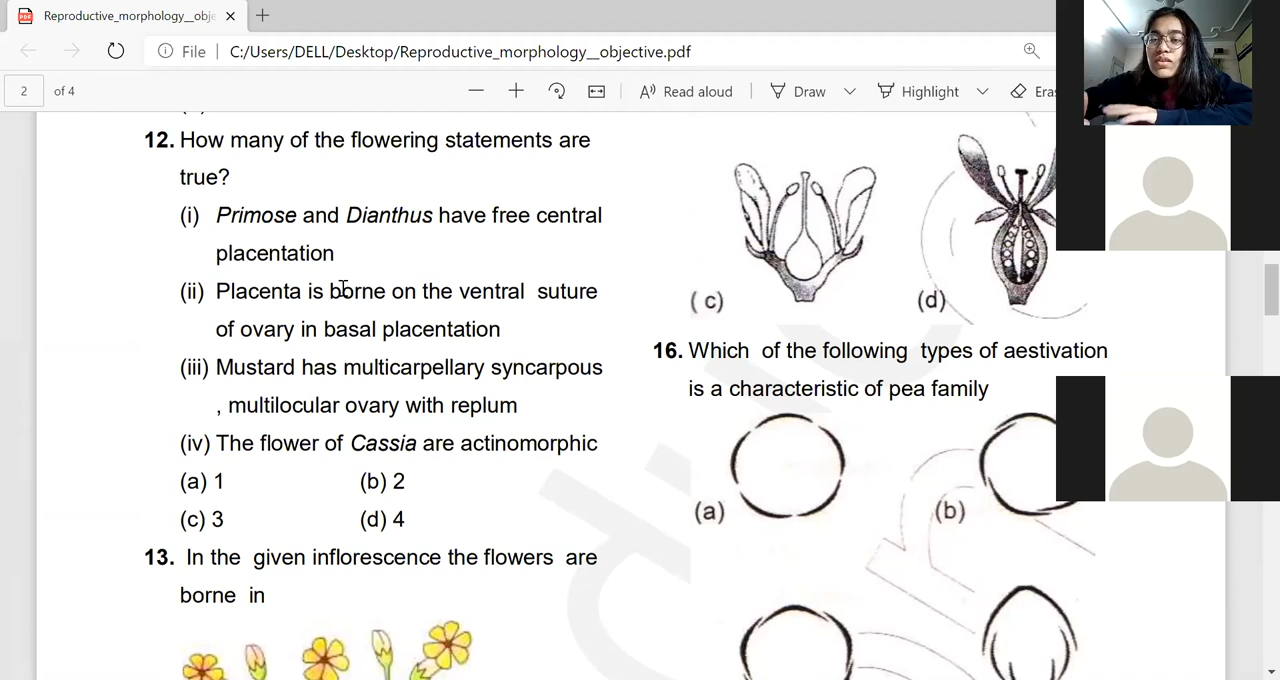 Reproductive_morphology__obje
File
C:/Users/DELL/Desktop/Reproductive_morphology__objective.pdf
2 of 4
Read aloud
Draw
Highlight
12. How many of the flowering statements are
true?
(i) Primose and Dianthus have free central
placentation
(ii) Placenta is borne on the ventral suture
of ovary in basal placentation
(iii) Mustard has multicarpellary syncarpous
, multilocular ovary with replum
(iv) The flower of Cassia are actinomorphic
(a) 1 (b) 2
(c) 3 (d) 4
13. In the given inflorescence the flowers are
borne in
( c) (d)
16. Which of the following types of aestivation
is a characteristic of pea family
(a) (b)